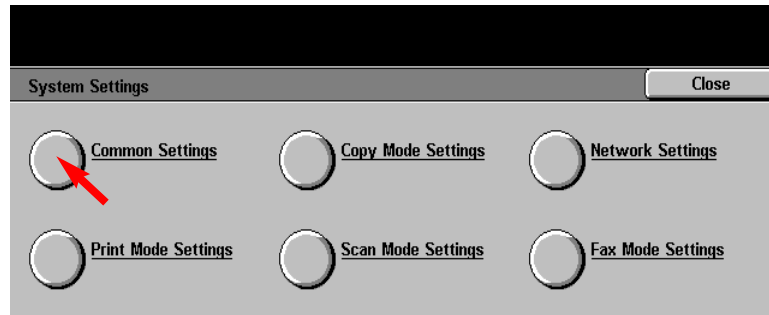 System Settings
Close
Common Settings
Copy Mode Settings
Network Settings
Print Mode Settings
Scan Mode Settings
Fax Mode Settings